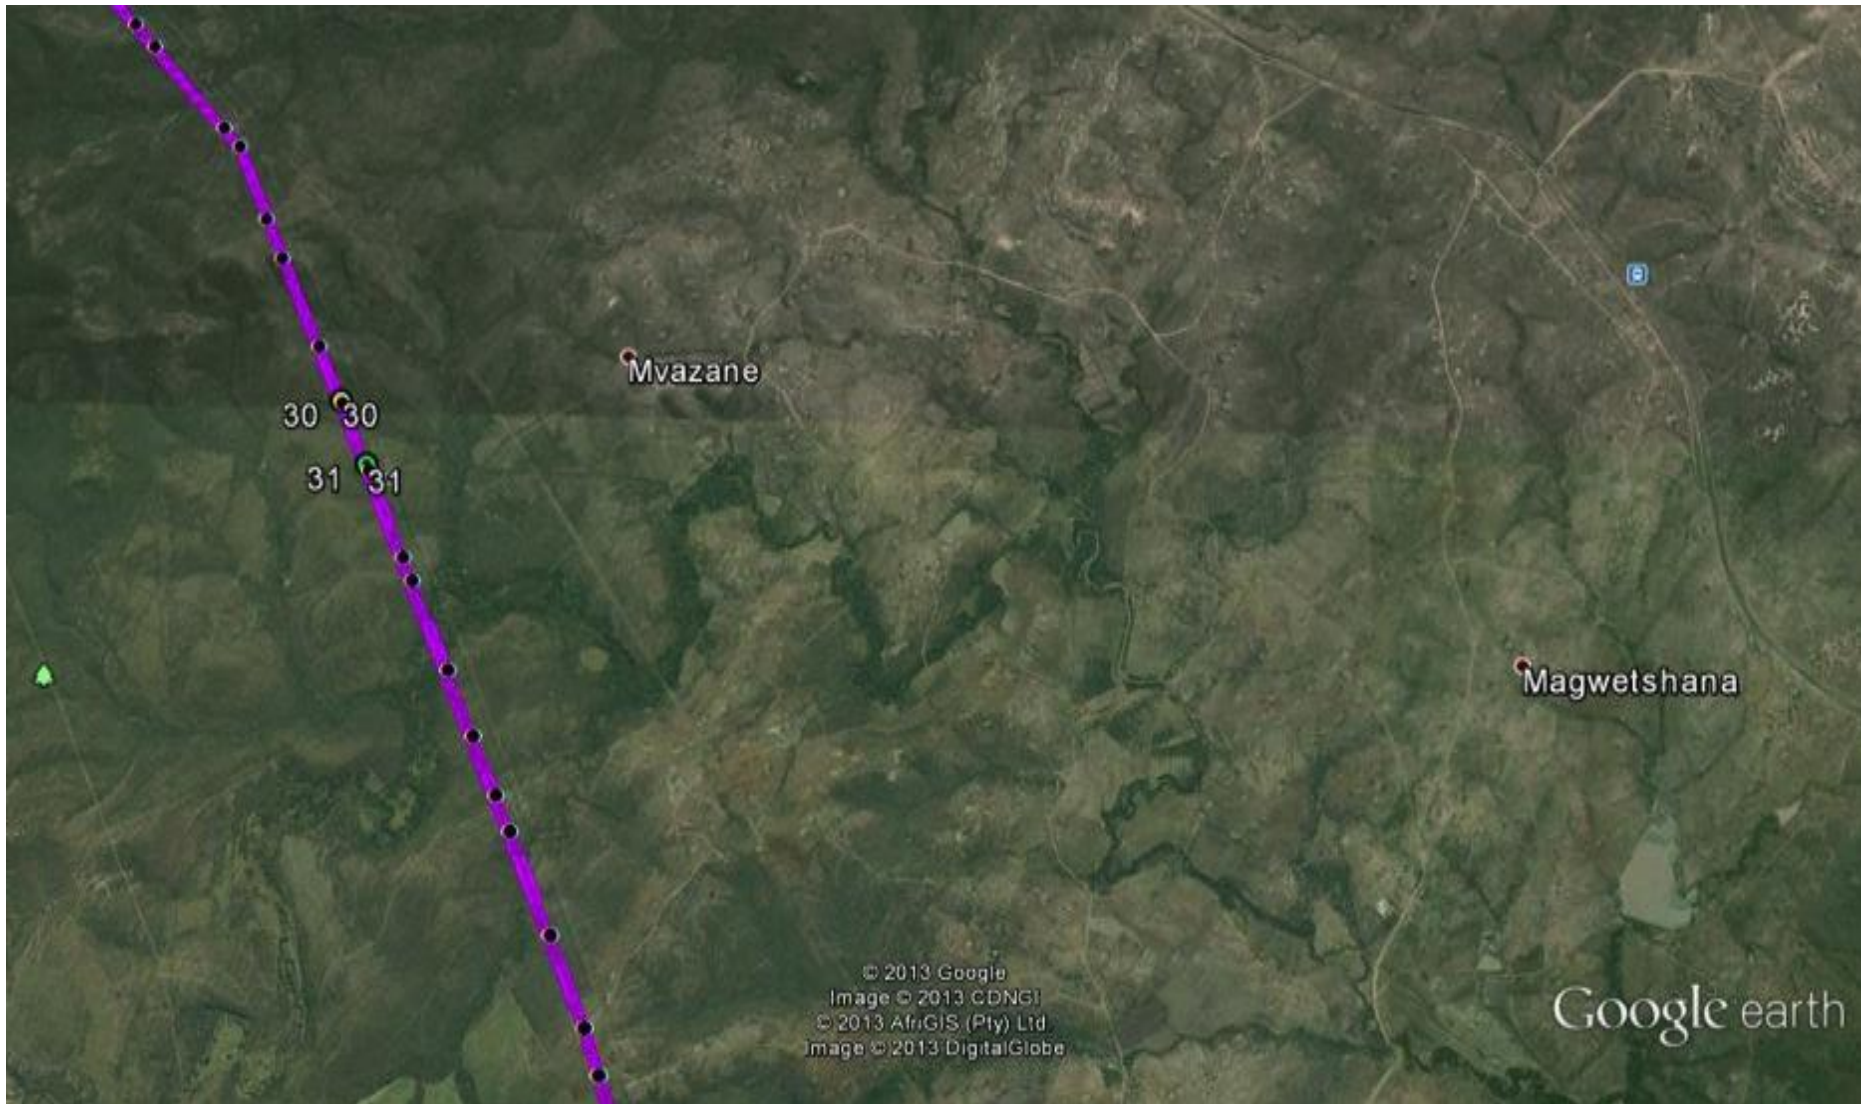 Mvazane
30 30
31 31
Magwetshana
© 2013 Google
Image © 2013 CDNGI
© 2013 AfriGIS (Pty) Ltd.
Image © 2013 DigitalGlobe
Google earth